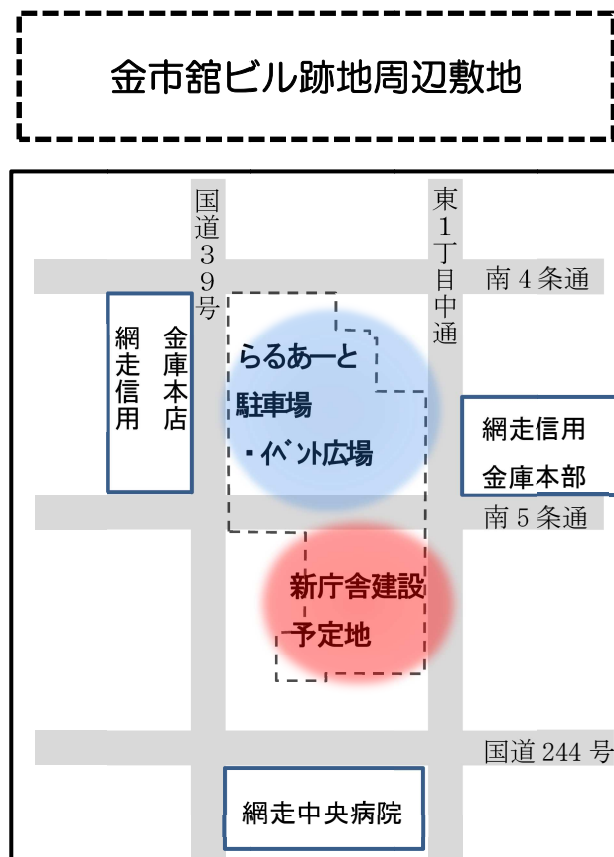 金市舘ビル跡地周辺敷地
国道39号
東1丁目中通
南4条通
網走信用
金庫本店
らるあーと
駐車場
・イベント広場
網走信用
金庫本部
南5条通
新庁舎建設
予定地
国道244号
網走中央病院